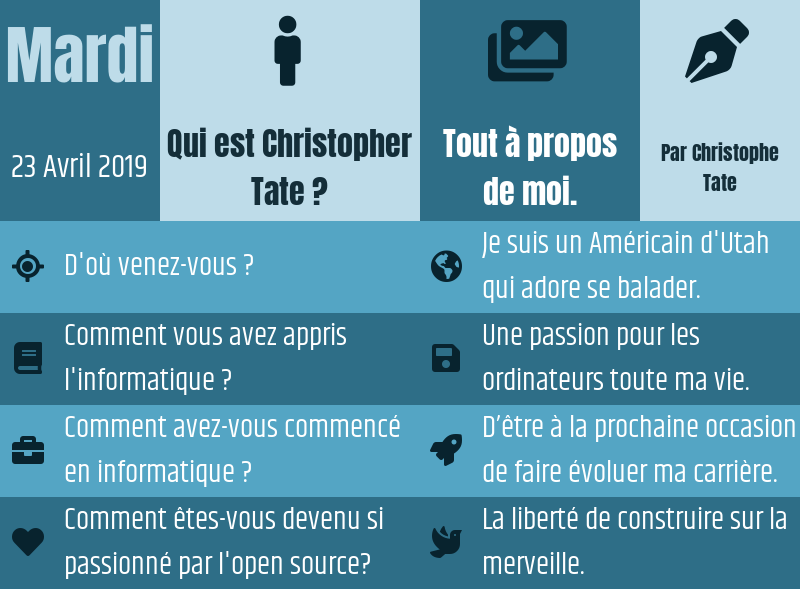 Mardi
23 Avril 2019
Qui est Christopher
Tate ?
Tout à propos
de moi.
Par Christophe
Tate
D'où venez-vous ?
Je suis un Américain d'Utah
qui adore se balader.
Comment vous avez appris
l'informatique ?
Une passion pour les
ordinateurs toute ma vie.
Comment avez-vous commencé
en informatique ?
D’être à la prochaine occasion
de faire évoluer ma carrière.
Comment êtes-vous devenu si
passionné par l'open source?
La liberté de construire sur la
merveille.